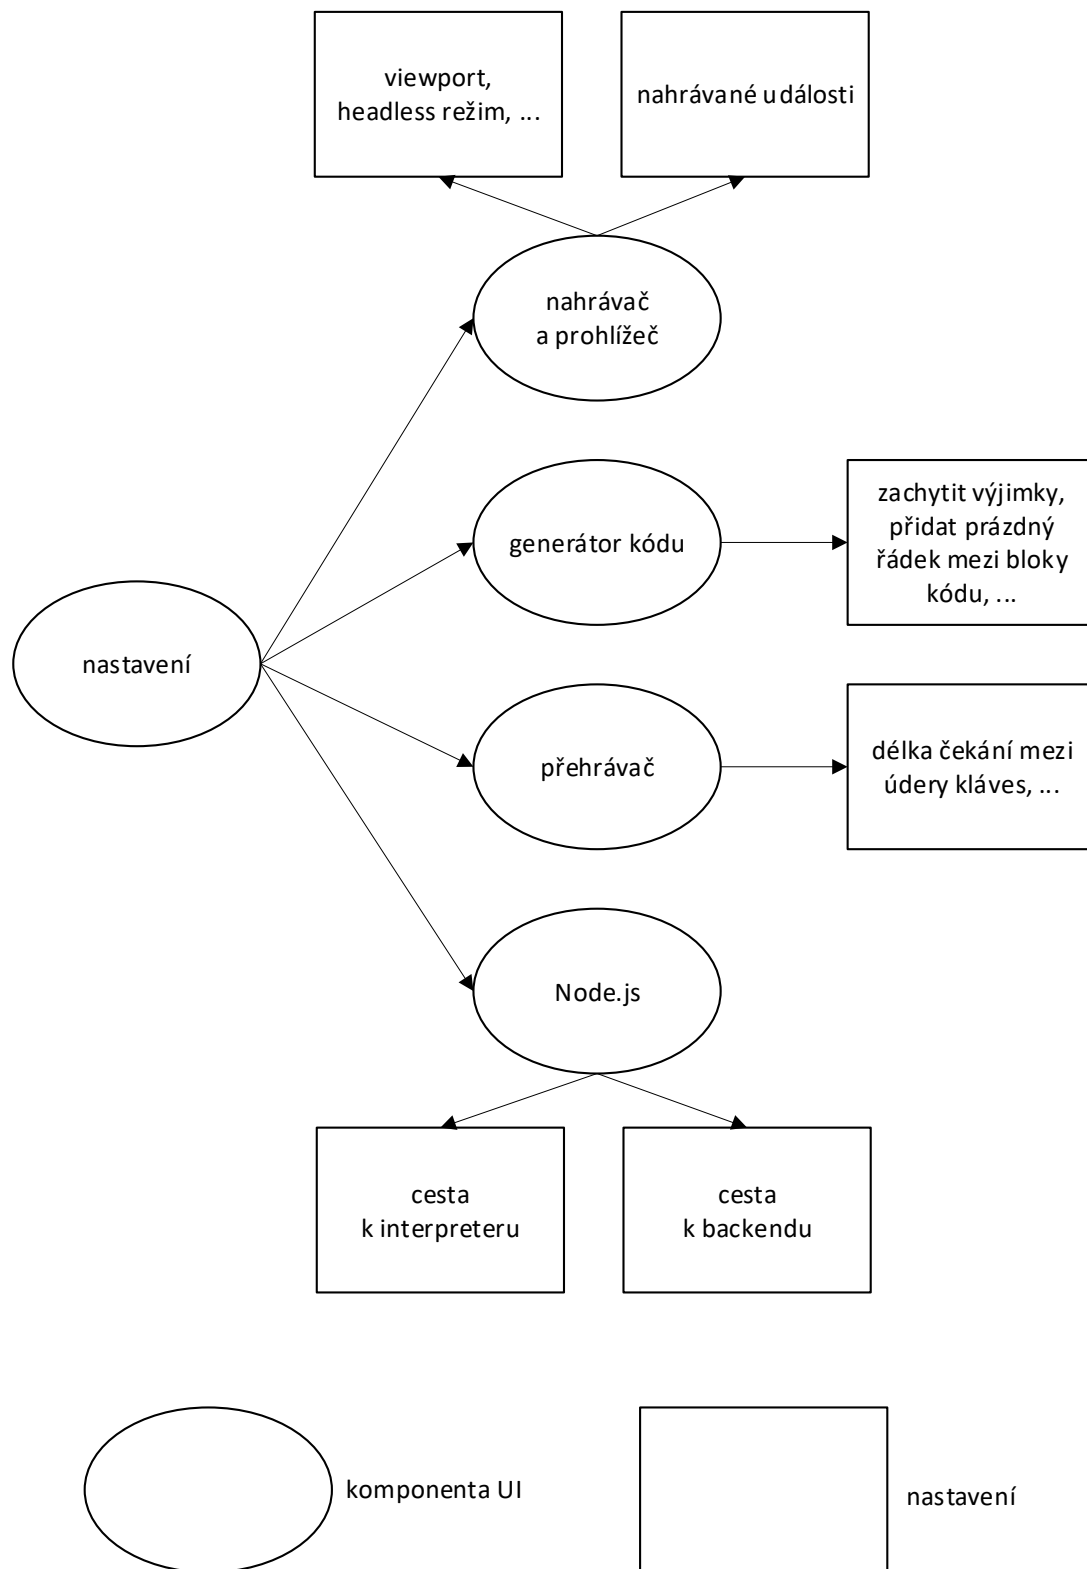 viewport,
headless režim, ...
nahrávané události
nahrávač
a prohlížeč
generátor kódu
zachytit výjimky,
přidat prázdný
řádek mezi bloky
kódu, ...
nastavení
přehrávač
délka čekání mezi
údery kláves, ...
Node.js
cesta
k interpreteru
cesta
k backendu
komponenta UI
nastavení